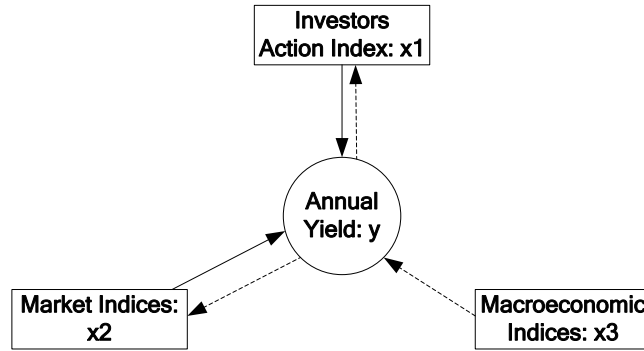 Investors
Action Index: x1
Annual
Yield: y
Market Indices:
x2
Macroeconomic
Indices: x3